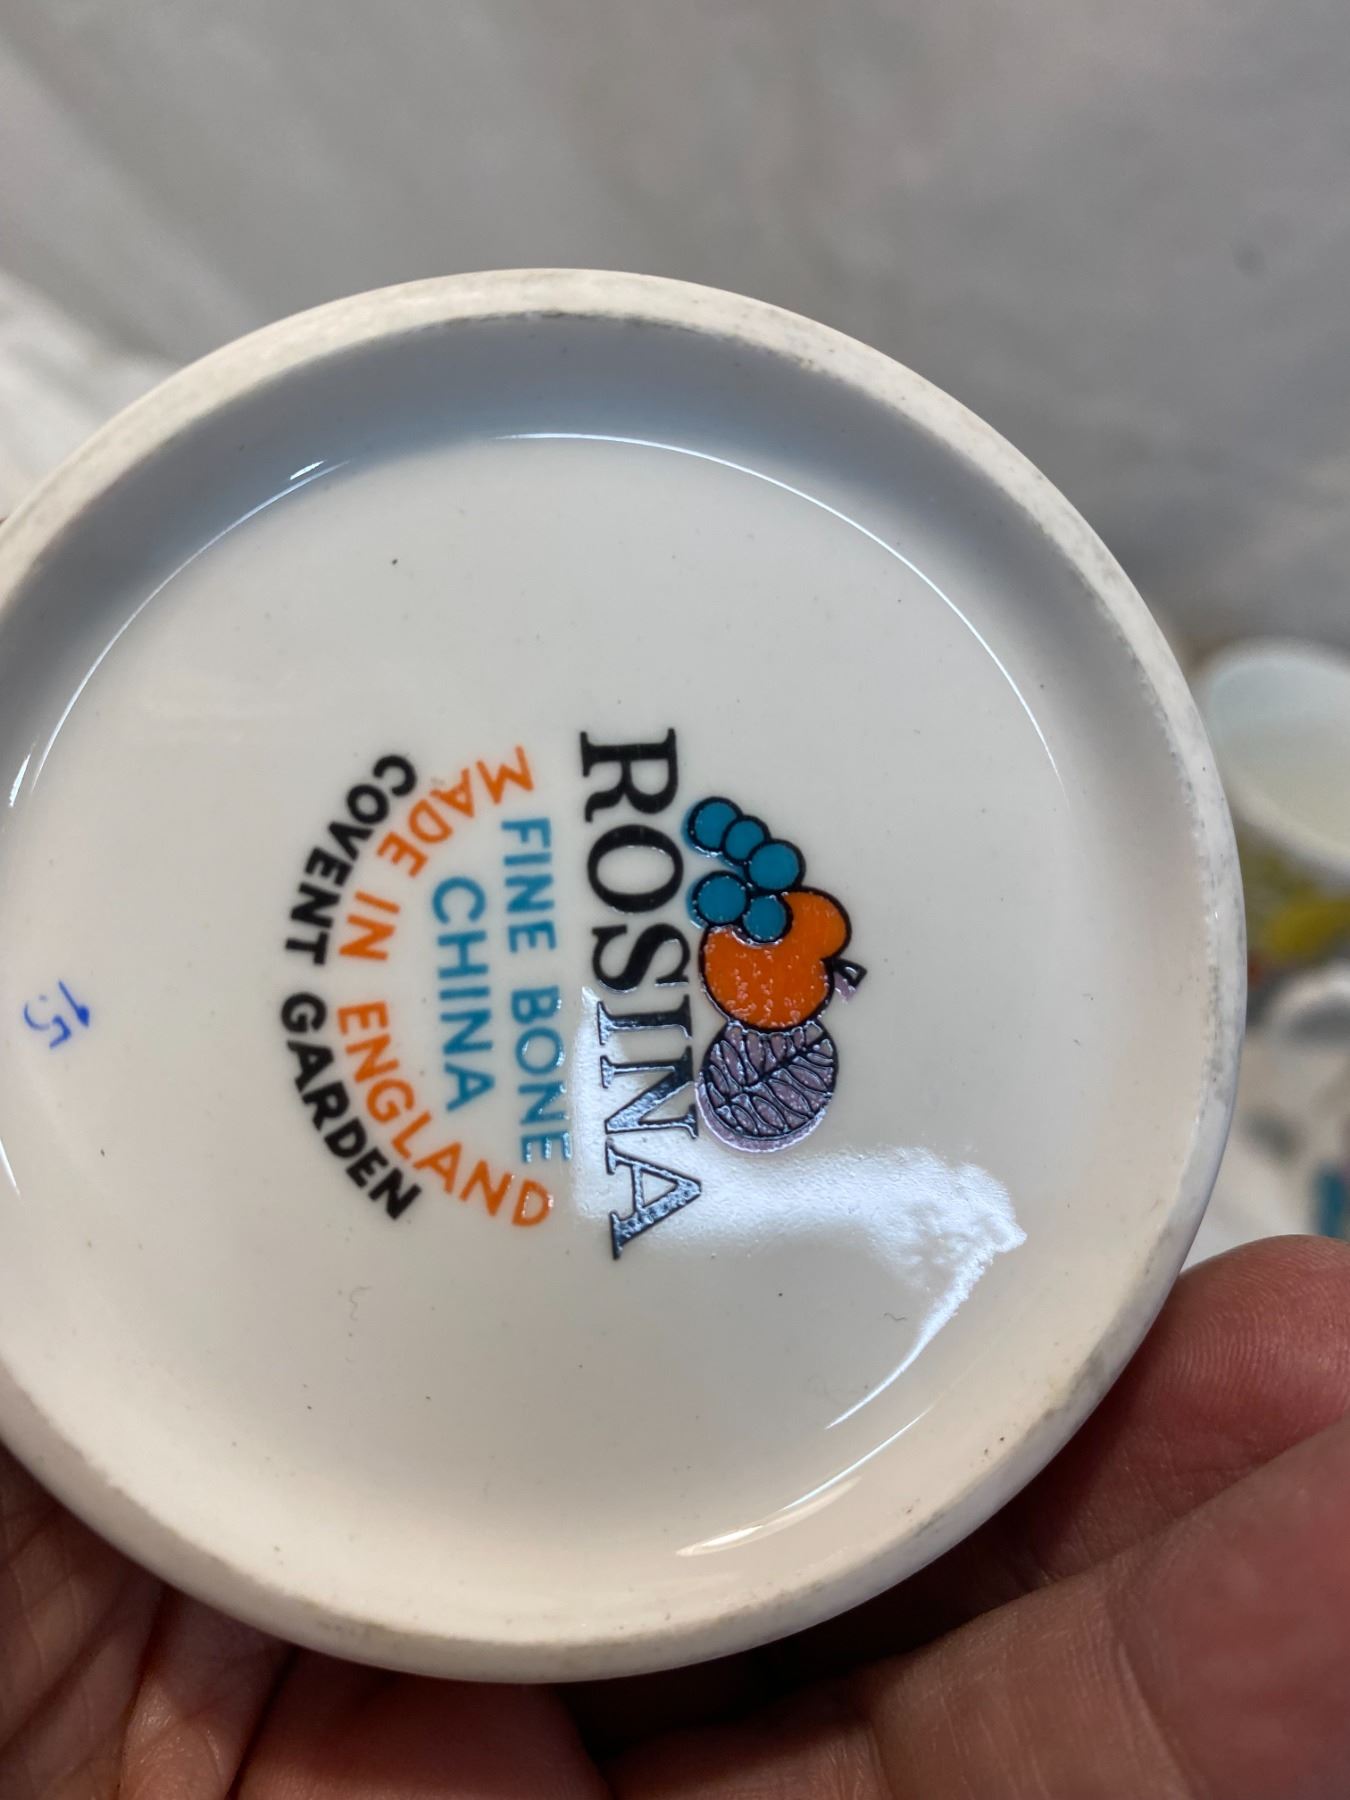 ROSINA
FINE BONE
CHINA
MADE IN ENGLAND
COVENT GARDEN